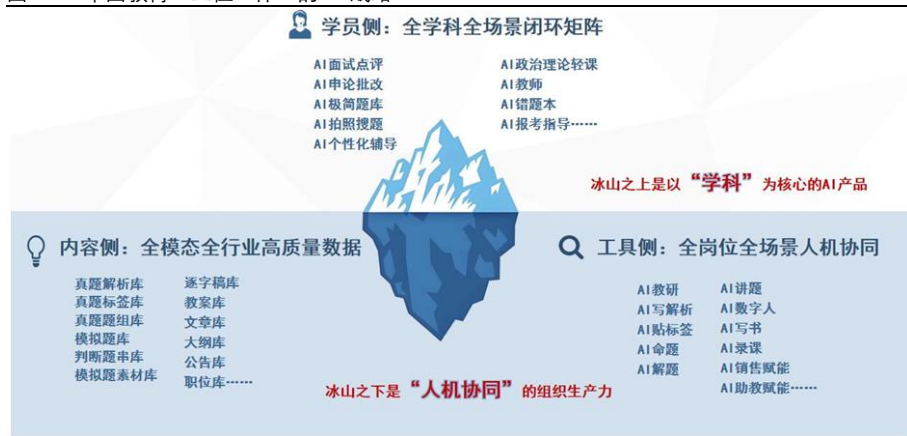 学员侧：全学科全场景闭环矩阵
AI面试点评
AI申论批改
AI极简题库
AI拍照搜题
AI个性化辅导
AI政治理论轻课
AI教师
AI错题本
AI报考指导……
冰山之上是以“学科”为核心的AI产品
内容侧：全模态全行业高质量数据
真题解析库
真题标签库
真题题组库
模拟题库
判断题串库
模拟题素材库
逐字稿库
教案库
文章库
大纲库
公告库
职位库……
工具侧：全岗位全场景人机协同
AI教研
AI写解析
AI贴标签
AI命题
AI解题
AI讲题
AI数字人
AI写书
AI录课
AI销售赋能
AI助教赋能……
冰山之下是“人机协同”的组织生产力